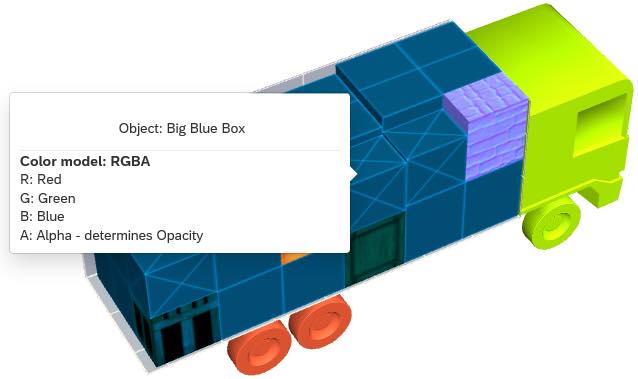 Object: Big Blue Box
Color model: RGBA
R: Red
G: Green
B: Blue
A: Alpha - determines Opacity